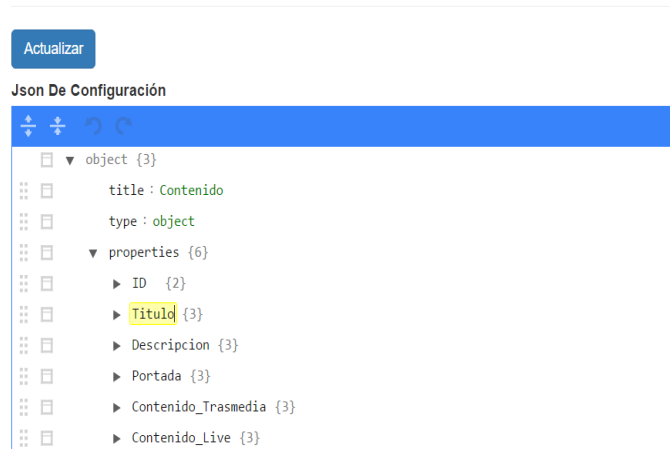 Actualizar
Json De Configuración
object {3}
title : Contenido
type : object
properties {6}
ID {2}
Titulo {3}
Descripcion {3}
Portada {3}
Contenido_Trasmedia {3}
Contenido_Live {3}